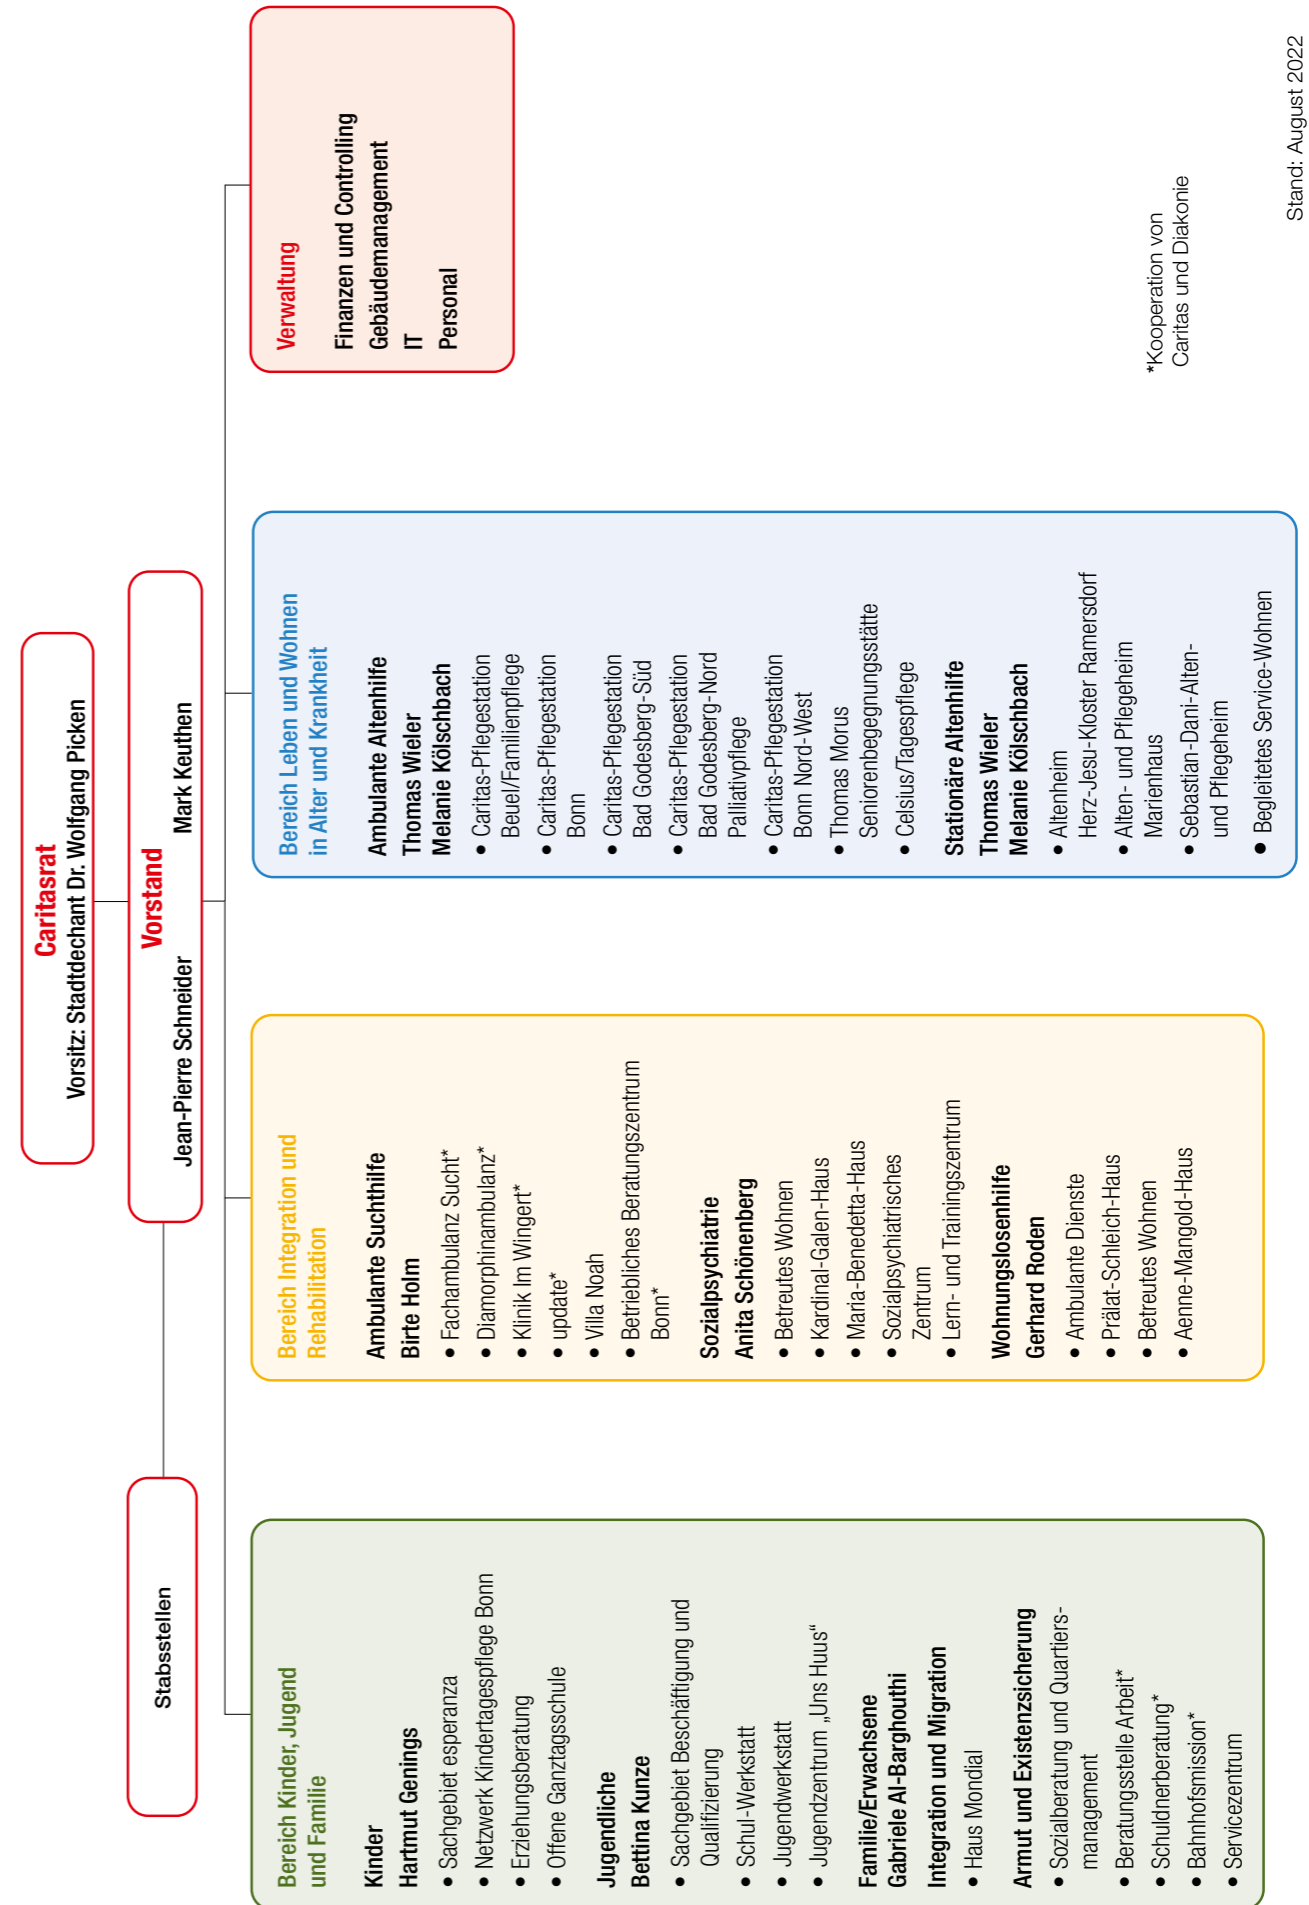 Caritasrat
Vorsitz: Stadtdechant Dr. Wolfgang Picken
Vorstand
Jean-Pierre Schneider Mark Keuthen
Stabsstellen
Bereich Kinder, Jugend
und Familie
Kinder
Hartmut Genings
• Sachgebiet esperanza
• Netzwerk Kindertagespflege Bonn
• Erziehungsberatung
• Offene Ganztagsschule
Jugendliche
Bettina Kunze
• Sachgebiet Beschäftigung und
Qualifizierung
• Schul-Werkstatt
• Jugendwerkstatt
• Jugendzentrum „Uns Huus“
Familie/Erwachsene
Gabriele Al-Barghouthi
Integration und Migration
• Haus Mondial
Armut und Existenzsicherung
• Sozialberatung und Quartiers-
management
• Beratungsstelle Arbeit*
• Schuldnerberatung*
• Bahnhofsmission*
• Servicezentrum
Bereich Integration und
Rehabilitation
Ambulante Suchthilfe
Birte Holm
• Fachambulanz Sucht*
• Diamorphinambulanz*
• Klinik Im Wingert*
• update*
• Villa Noah
• Betriebliches Beratungszentrum
Bonn*
Sozialpsychiatrie
Anita Schönenberg
• Betreutes Wohnen
• Kardinal-Galen-Haus
• Maria-Benedetta-Haus
• Sozialpsychiatrisches
Zentrum
• Lern- und Trainingszentrum
Wohnungslosenhilfe
Gerhard Roden
• Ambulante Dienste
• Prälat-Schleich-Haus
• Betreutes Wohnen
• Aenne-Mangold-Haus
Bereich Leben und Wohnen
in Alter und Krankheit
Ambulante Altenhilfe
Thomas Wieler
Melanie Kölschbach
• Caritas-Pflegestation
Beuel/Familienpflege
• Caritas-Pflegestation
Bonn
• Caritas-Pflegestation
Bad Godesberg-Süd
• Caritas-Pflegestation
Bad Godesberg-Nord
Palliativpflege
• Caritas-Pflegestation
Bonn Nord-West
• Thomas Morus
Seniorenbegegnungsstätte
• Celsius/Tagespflege
Stationäre Altenhilfe
Thomas Wieler
Melanie Kölschbach
• Altenheim
Herz-Jesu-Kloster Ramersdorf
• Alten- und Pflegeheim
Marienhaus
• Sebastian-Dani-Alten-
und Pflegeheim
• Begleitetes Service-Wohnen
Verwaltung
Finanzen und Controlling
Gebäudemanagement
IT
Personal
*Kooperation von
Caritas und Diakonie
Stand: August 2022